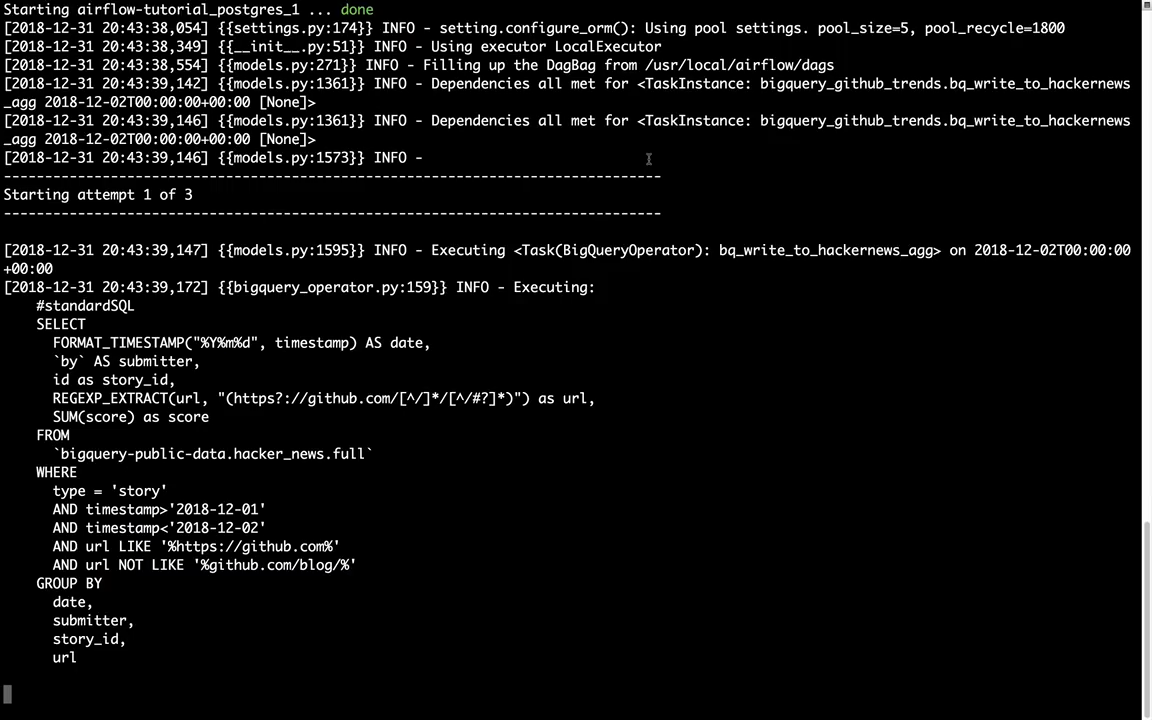 Starting airflow-tutorial_postgres_1 ... done
[2018-12-31 20:43:38,054] {{settings.py:174}} INFO - setting.configure_orm(): Using pool settings. pool_size=5, pool_recycle=1800
[2018-12-31 20:43:38,349] {{__init__.py:51}} INFO - Using executor LocalExecutor
[2018-12-31 20:43:38,554] {{models.py:271}} INFO - Filling up the DagBag from /usr/local/airflow/dags
[2018-12-31 20:43:39,142] {{models.py:1361}} INFO - Dependencies all met for <TaskInstance: bigquery_github_trends.bq_write_to_hackernews
_agg 2018-12-02T00:00:00+00:00 [None]>
[2018-12-31 20:43:39,146] {{models.py:1361}} INFO - Dependencies all met for <TaskInstance: bigquery_github_trends.bq_write_to_hackernews
_agg 2018-12-02T00:00:00+00:00 [None]>
[2018-12-31 20:43:39,146] {{models.py:1573}} INFO -
--------------------------------------------------------------------------------
Starting attempt 1 of 3
--------------------------------------------------------------------------------
[2018-12-31 20:43:39,147] {{models.py:1595}} INFO - Executing <Task(BigQueryOperator): bq_write_to_hackernews_agg> on 2018-12-02T00:00:00
+00:00
[2018-12-31 20:43:39,172] {{bigquery_operator.py:159}} INFO - Executing:
#standardSQL
SELECT
FORMAT_TIMESTAMP("%Y%m%d", timestamp) AS date,
`by` AS submitter,
id as story_id,
REGEXP_EXTRACT(url, "(https?://github.com/[^/]*/[^/#?]*)") as url,
SUM(score) as score
FROM
`bigquery-public-data.hacker_news.full`
WHERE
type = 'story'
AND timestamp>'2018-12-01'
AND timestamp<'2018-12-02'
AND url LIKE '%https://github.com%'
AND url NOT LIKE '%github.com/blog/%'
GROUP BY
date,
submitter,
story_id,
url